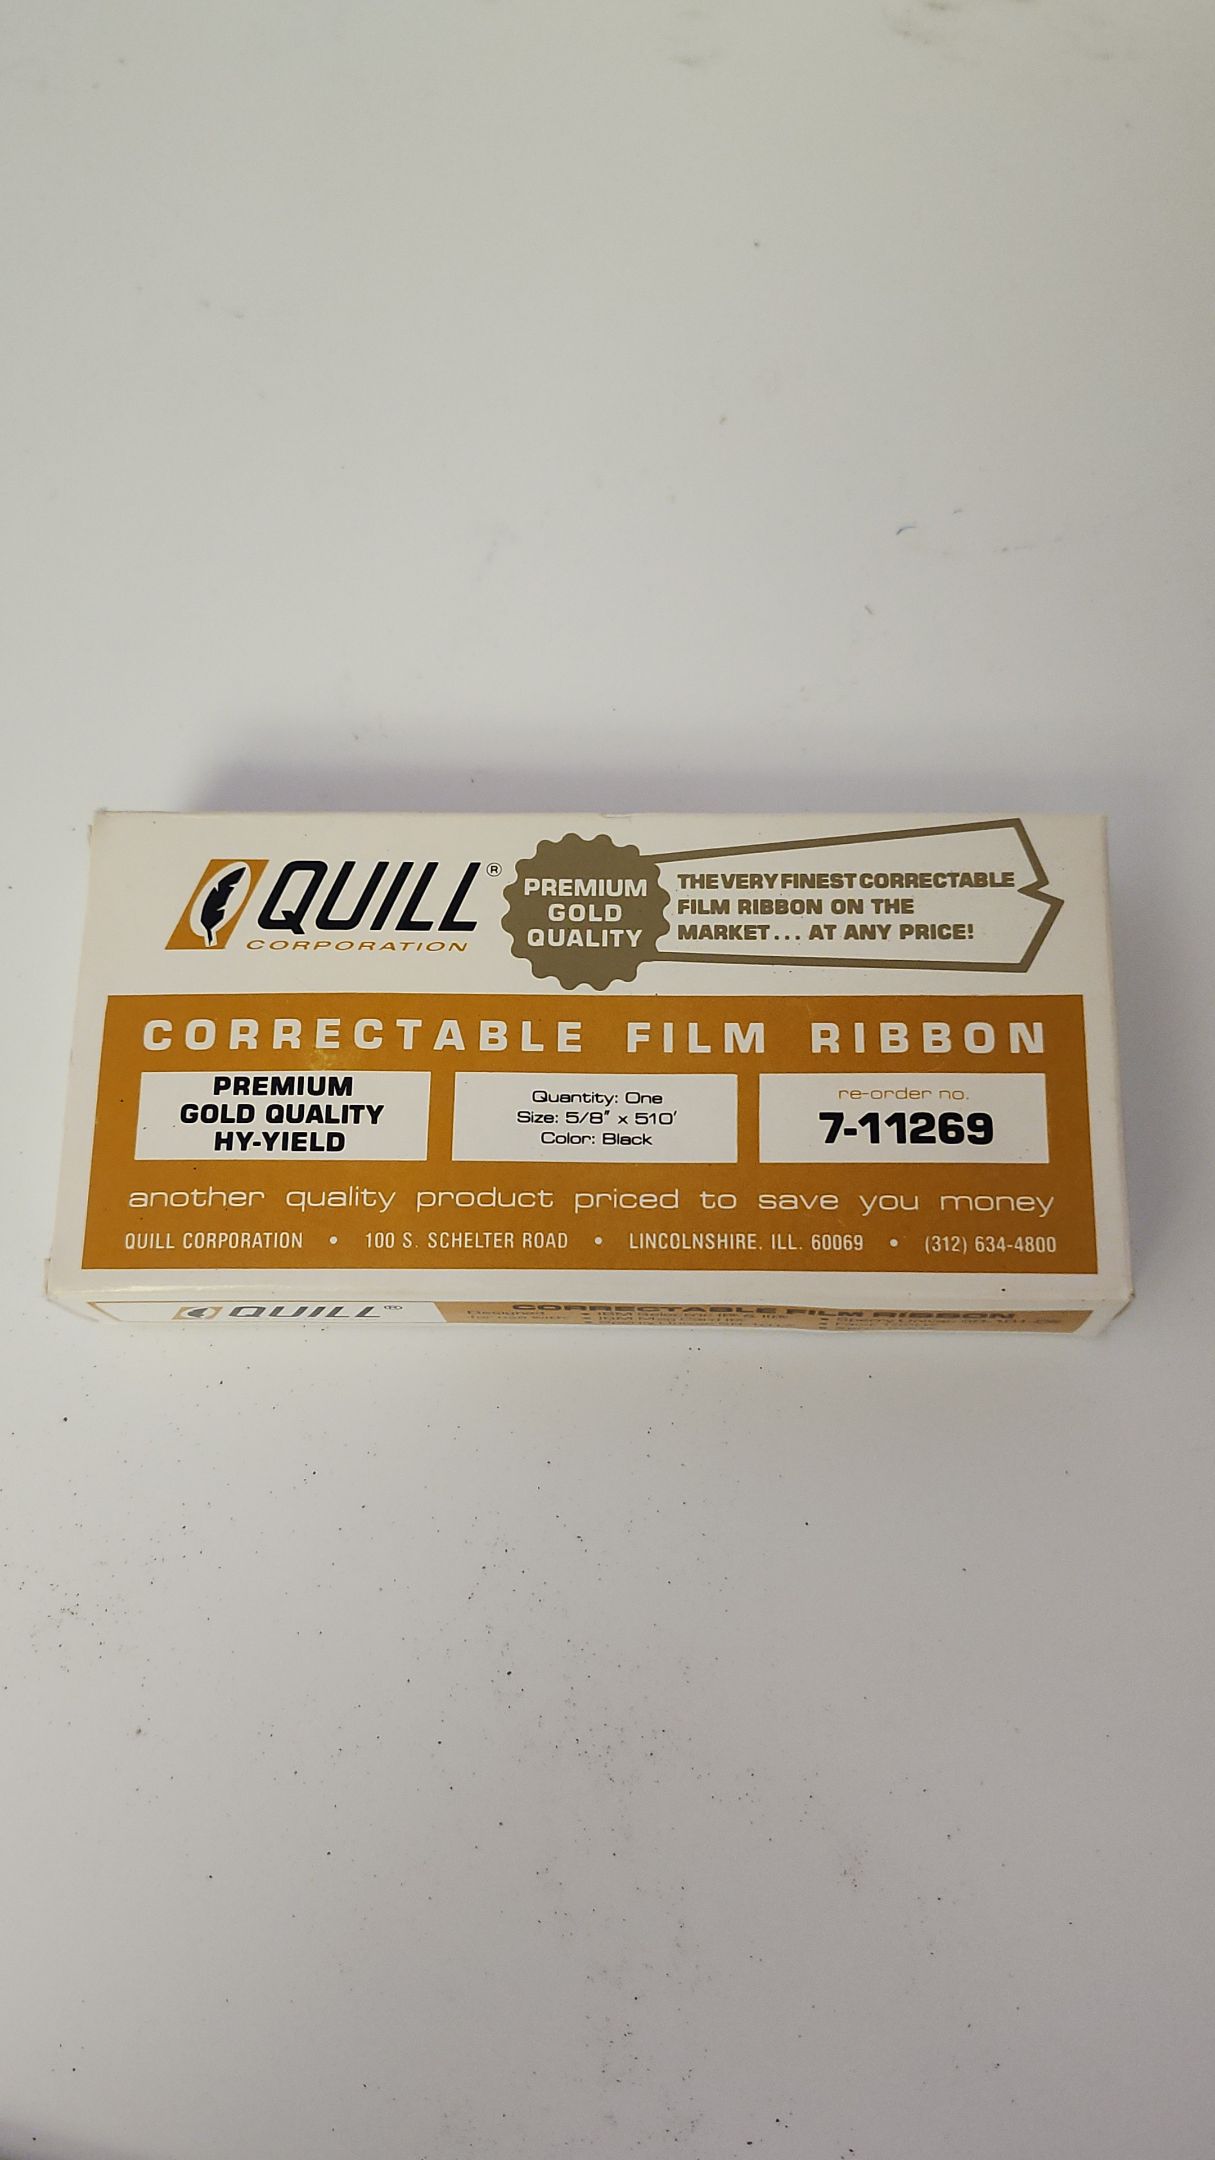 QUILL®
CORPORATION
PREMIUM
GOLD
QUALITY
THE VERY FINEST CORRECTABLE
FILM RIBBON ON THE
MARKET... AT ANY PRICE!
CORRECTABLE FILM RIBBON
PREMIUM
GOLD QUALITY
HY-YIELD
Quantity: One
Size: 5/8" x 510'
Color: Black
re-order no.
7-11269
another quality product priced to save you money
QUILL CORPORATION • 100 S. SCHELTER ROAD • LINCOLNSHIRE, ILL. 60069 • (312) 634-4800
QUILL®
CORRECTABLE FILM RIBBON
Designed